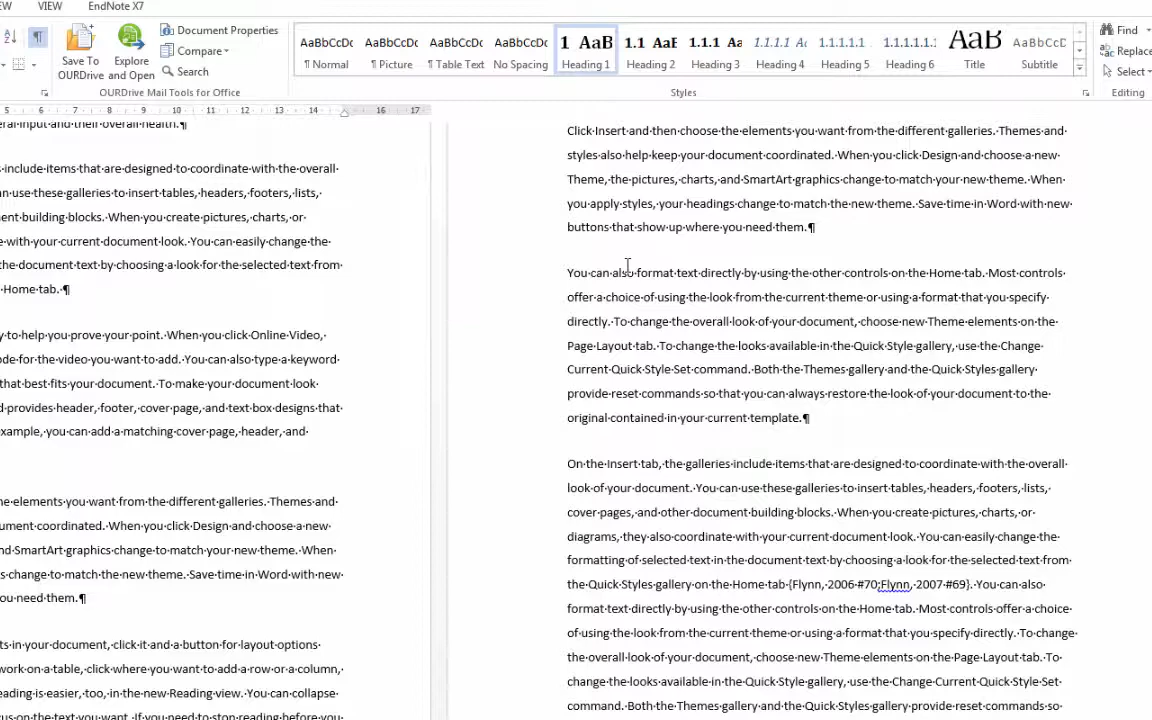 EW VIEW EndNote X7
Save To OURDrive
Explore and Open
Document Properties
Compare
Search
OURDrive Mail Tools for Office
AaBbCcDc ¶ Normal
AaBbCcDc ¶ Picture
AaBbCcDc ¶ Table Text
AaBbCcDc No Spacing
1 AaB Heading 1
1.1 AaE Heading 2
1.1.1 Aa Heading 3
1.1.1.1 Ac Heading 4
1.1.1.1.1 Heading 5
1.1.1.1.1. Heading 6
AaB Title
AaBbCcD Subtitle
Styles
Find
Replace
Select
Editing
5 6 7 8 9 10 11 12 13 14 16 17
eral·input·and·their·overall·health.¶
s·include·items·that·are·designed·to·coordinate·with·the·overall·
an·use·these·galleries·to·insert·tables,·headers,·footers,·lists,·
ent·building·blocks.·When·you·create·pictures,·charts,·or·
e·with·your·current·document·look.·You·can·easily·change·the·
the·document·text·by·choosing·a·look·for·the·selected·text·from·
Home·tab.·¶
y·to·help·you·prove·your·point.·When·you·click·Online·Video,·
ode·for·the·video·you·want·to·add.·You·can·also·type·a·keyword·
that·best·fits·your·document.·To·make·your·document·look·
d·provides·header,·footer,·cover·page,·and·text·box·designs·that·
example,·you·can·add·a·matching·cover·page,·header,·and·
he·elements·you·want·from·the·different·galleries.·Themes·and·
ument·coordinated.·When·you·click·Design·and·choose·a·new·
nd·SmartArt·graphics·change·to·match·your·new·theme.·When·
s·change·to·match·the·new·theme.·Save·time·in·Word·with·new·
ou·need·them.¶
ts·in·your·document,·click·it·and·a·button·for·layout·options·
work·on·a·table,·click·where·you·want·to·add·a·row·or·a·column,·
eading·is·easier,·too,·in·the·new·Reading·view.·You·can·collapse·
cus·on·the·text·you·want.·If·you·need·to·stop·reading·before·you·
Click·Insert·and·then·choose·the·elements·you·want·from·the·different·galleries.·Themes·and·
styles·also·help·keep·your·document·coordinated.·When·you·click·Design·and·choose·a·new·
Theme,·the·pictures,·charts,·and·SmartArt·graphics·change·to·match·your·new·theme.·When·
you·apply·styles,·your·headings·change·to·match·the·new·theme.·Save·time·in·Word·with·new·
buttons·that·show·up·where·you·need·them.¶
You·can·also·format·text·directly·by·using·the·other·controls·on·the·Home·tab.·Most·controls·
offer·a·choice·of·using·the·look·from·the·current·theme·or·using·a·format·that·you·specify·
directly.·To·change·the·overall·look·of·your·document,·choose·new·Theme·elements·on·the·
Page·Layout·tab.·To·change·the·looks·available·in·the·Quick·Style·gallery,·use·the·Change·
Current·Quick·Style·Set·command.·Both·the·Themes·gallery·and·the·Quick·Styles·gallery·
provide·reset·commands·so·that·you·can·always·restore·the·look·of·your·document·to·the·
original·contained·in·your·current·template.¶
On·the·Insert·tab,·the·galleries·include·items·that·are·designed·to·coordinate·with·the·overall·
look·of·your·document.·You·can·use·these·galleries·to·insert·tables,·headers,·footers,·lists,·
cover·pages,·and·other·document·building·blocks.·When·you·create·pictures,·charts,·or·
diagrams,·they·also·coordinate·with·your·current·document·look.·You·can·easily·change·the·
formatting·of·selected·text·in·the·document·text·by·choosing·a·look·for·the·selected·text·from·
the·Quick·Styles·gallery·on·the·Home·tab·{Flynn,·2006·#70;Flynn,·2007·#69}.·You·can·also·
format·text·directly·by·using·the·other·controls·on·the·Home·tab.·Most·controls·offer·a·choice·
of·using·the·look·from·the·current·theme·or·using·a·format·that·you·specify·directly.·To·change·
the·overall·look·of·your·document,·choose·new·Theme·elements·on·the·Page·Layout·tab.·To·
change·the·looks·available·in·the·Quick·Style·gallery,·use·the·Change·Current·Quick·Style·Set·
command.·Both·the·Themes·gallery·and·the·Quick·Styles·gallery·provide·reset·commands·so·